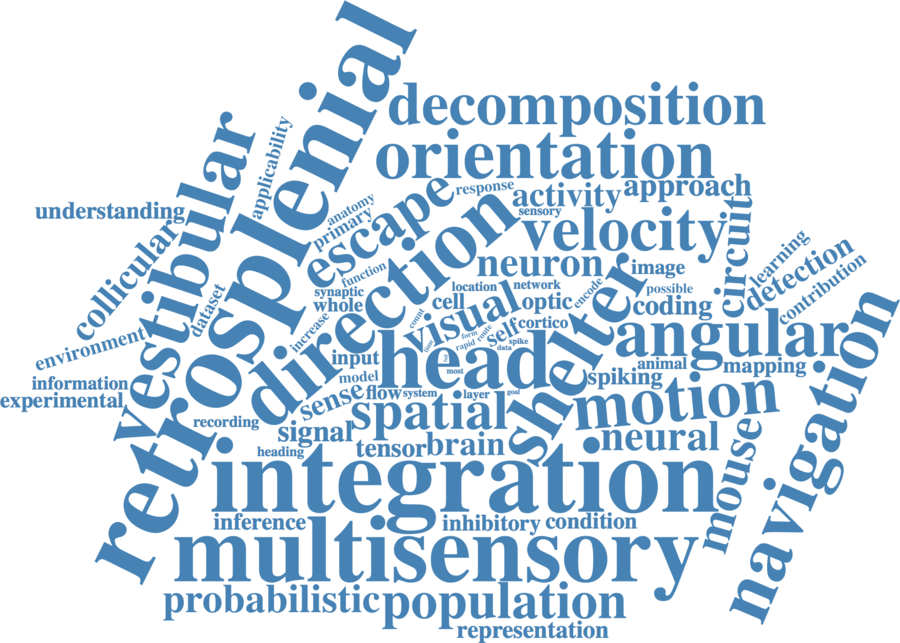 retrosplenial
decomposition
orientation
vestibular
applicability
escape
response
activity
approach
anatomy
primary
sensory
understanding
collicular
direction
velocity
circuit
learning
detection
contribution
function
neuron
image
synaptic
location
network
encode
possible
whole
cell
optic
coding
dataset
increase
count
visual
form
self
cortico
shelter
angular
environment
input
time
rapid
route
spike
data
head
animal
mapping
information
model
most
spiking
experimental
sense
flow
system
layer
goal
motion
navigation
recording
signal
spatial
neural
mouse
heading
tensor
brain
integration
inference
inhibitory
condition
multisensory
probabilistic
population
representation